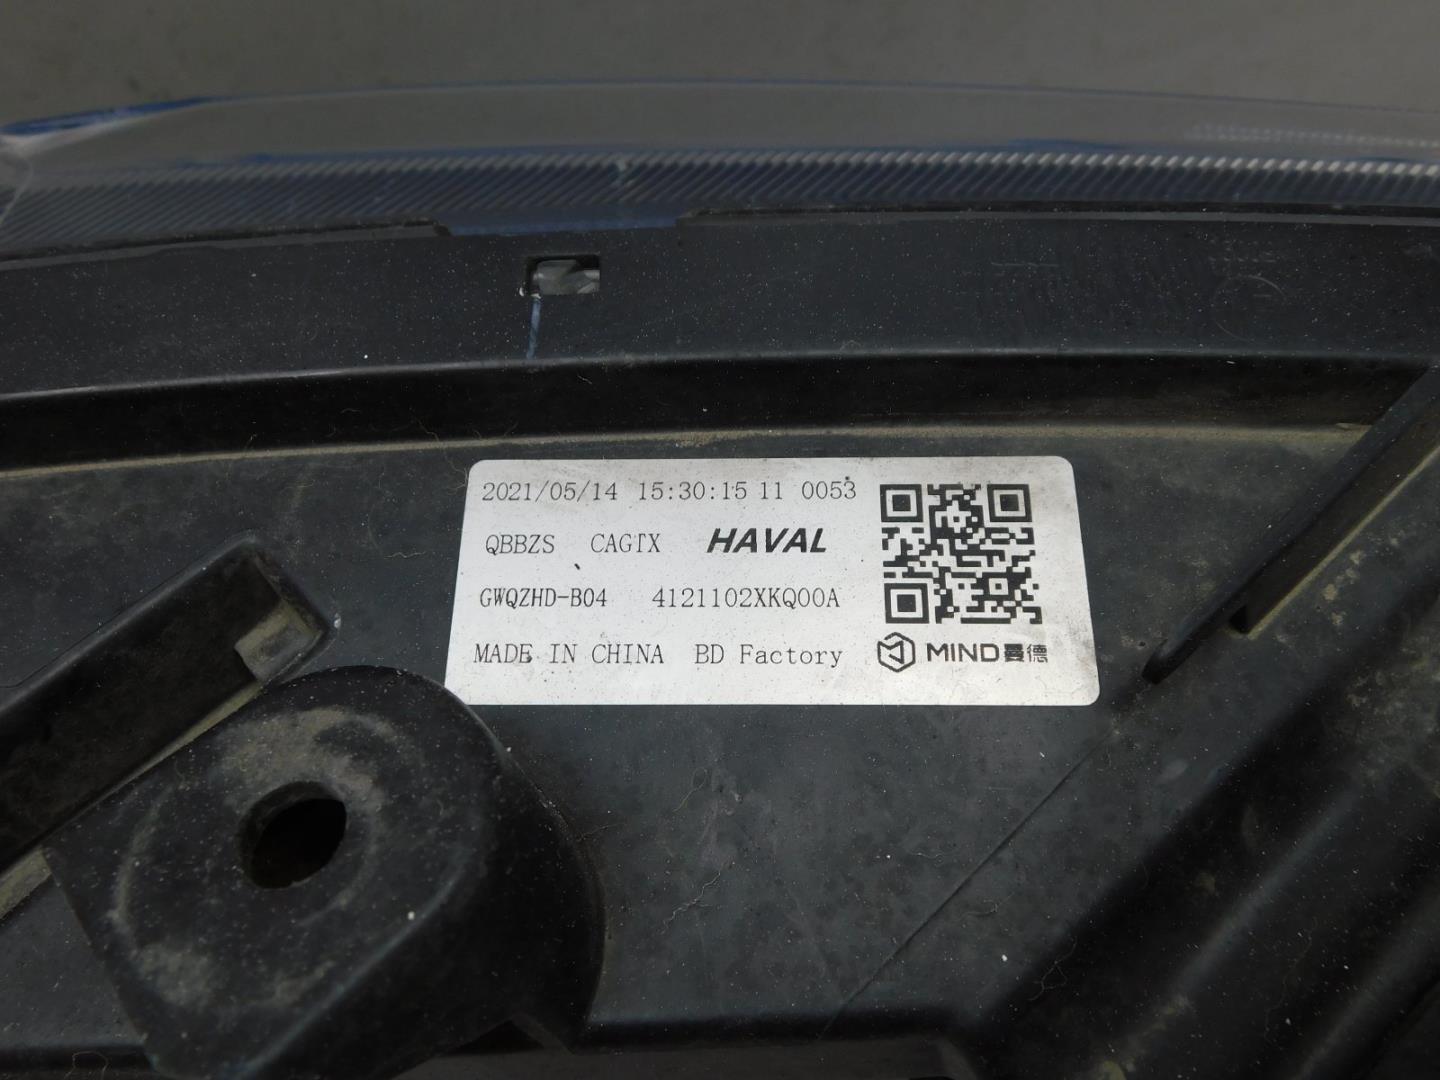 2021/05/14 15:30:15 11 0053
QBBZS CAGTX HAVAL
GWQZHD-B04 4121102XKQ00A
MADE IN CHINA BD Factory MIND曼德